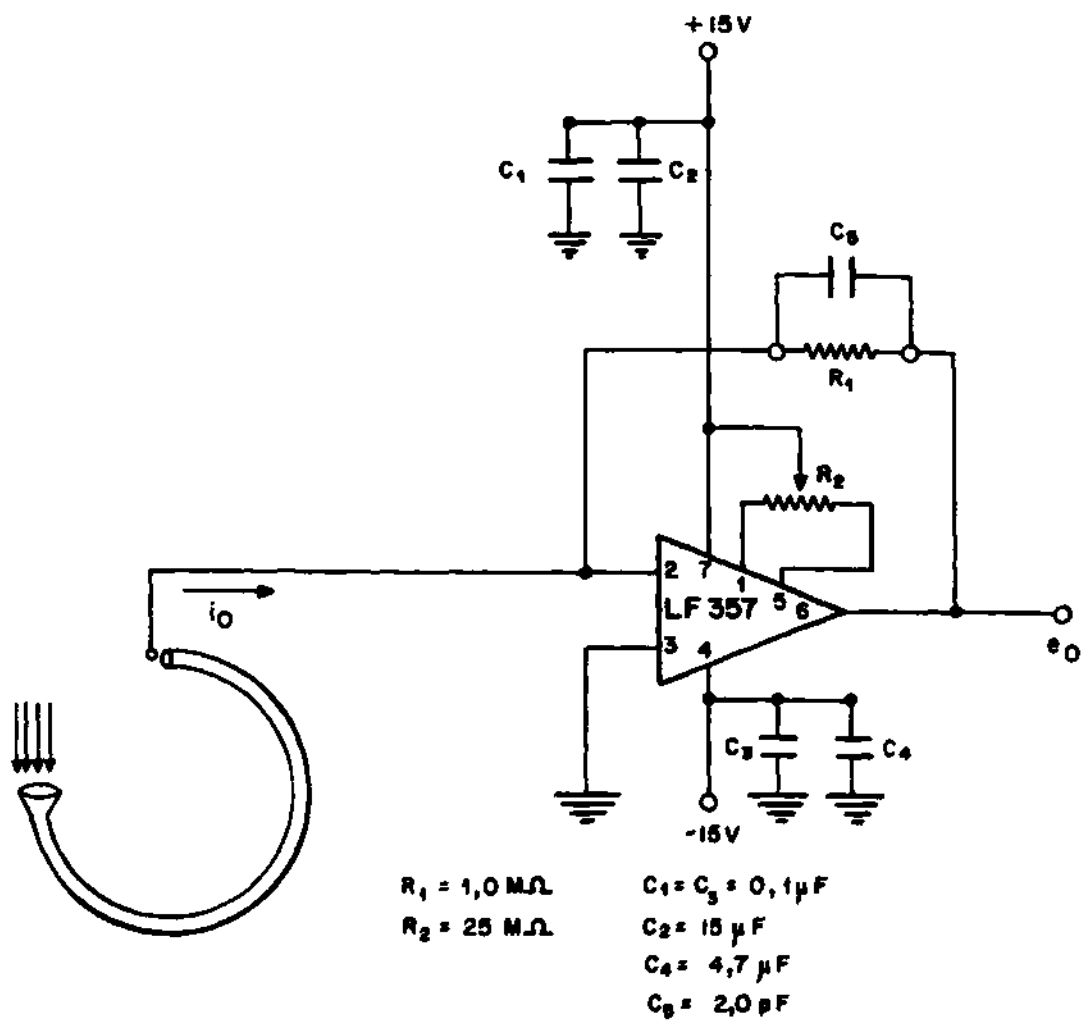 +15V
C1
C2
C5
R1
R2
2
7
1
5
6
LF 357
3
4
i0
e0
C3
C4
-15V
R1 = 1,0 MΩ
C1 = C3 = 0,1µF
R2 = 25 MΩ
C2 = 15 µF
C4 = 4,7 µF
C5 = 2,0 pF